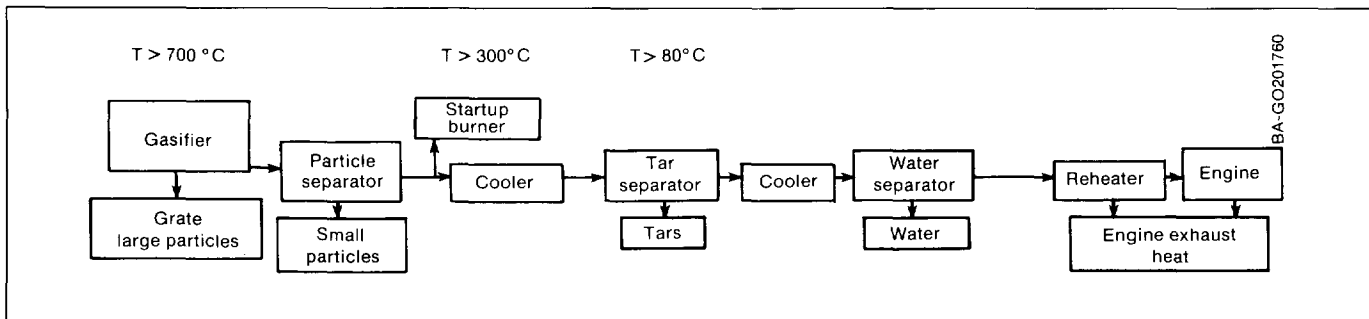 T > 700 °C
T > 300°C
T > 80°C
BA-GO201760
Gasifier
Grate
large particles
Particle
separator
Small
particles
Startup
burner
Cooler
Tar
separator
Tars
Cooler
Water
separator
Water
Reheater
Engine
Engine exhaust
heat